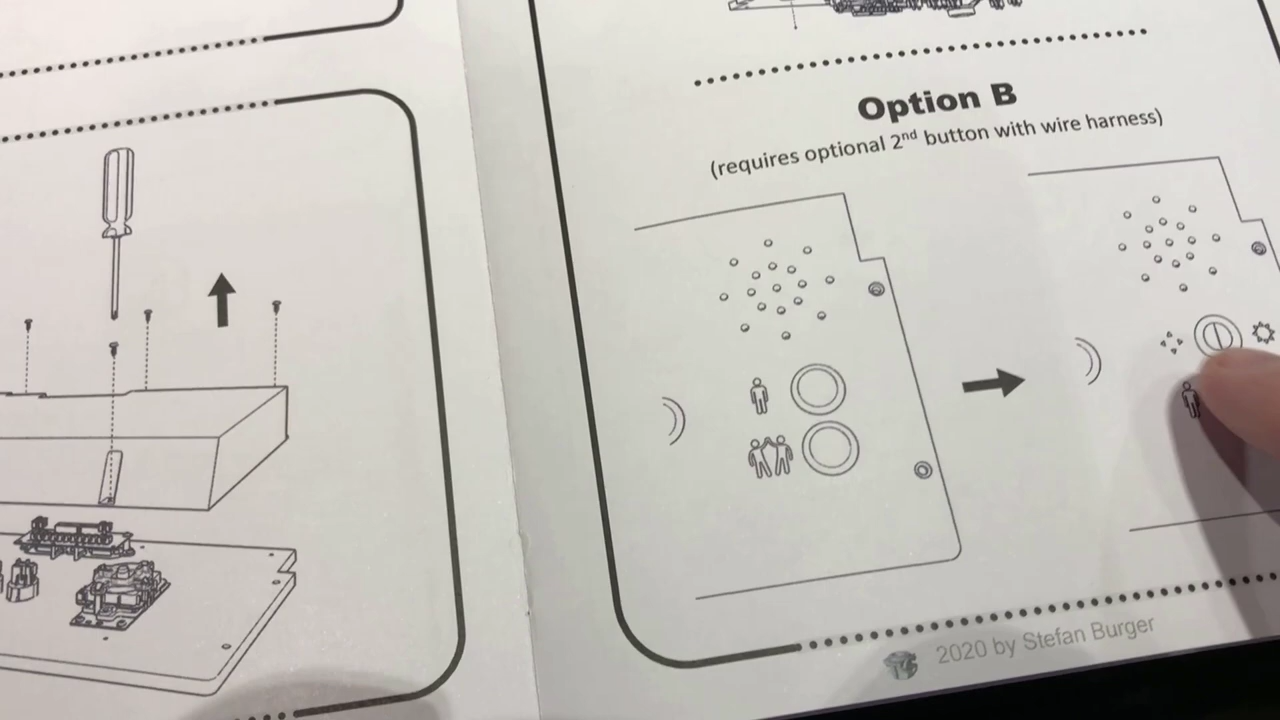 Option B
(requires optional 2nd button with wire harness)
2020 by Stefan Burger